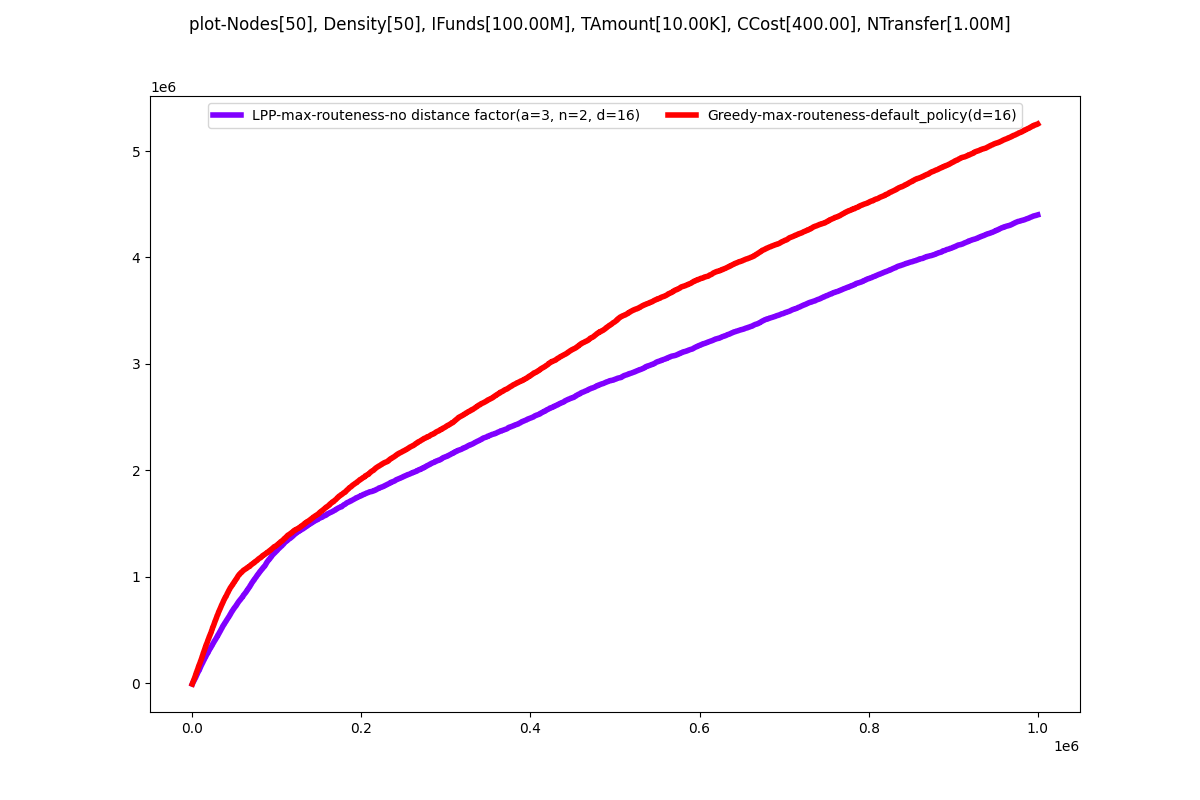 plot-Nodes[50], Density[50], IFunds[100.00M], TAmount[10.00K], CCost[400.00], NTransfer[1.00M]
1e6
LPP-max-routeness-no distance factor(a=3, n=2, d=16) Greedy-max-routeness-default_policy(d=16)
5
4
3
2
1
0
0.0 0.2 0.4 0.6 0.8 1.0
1e6